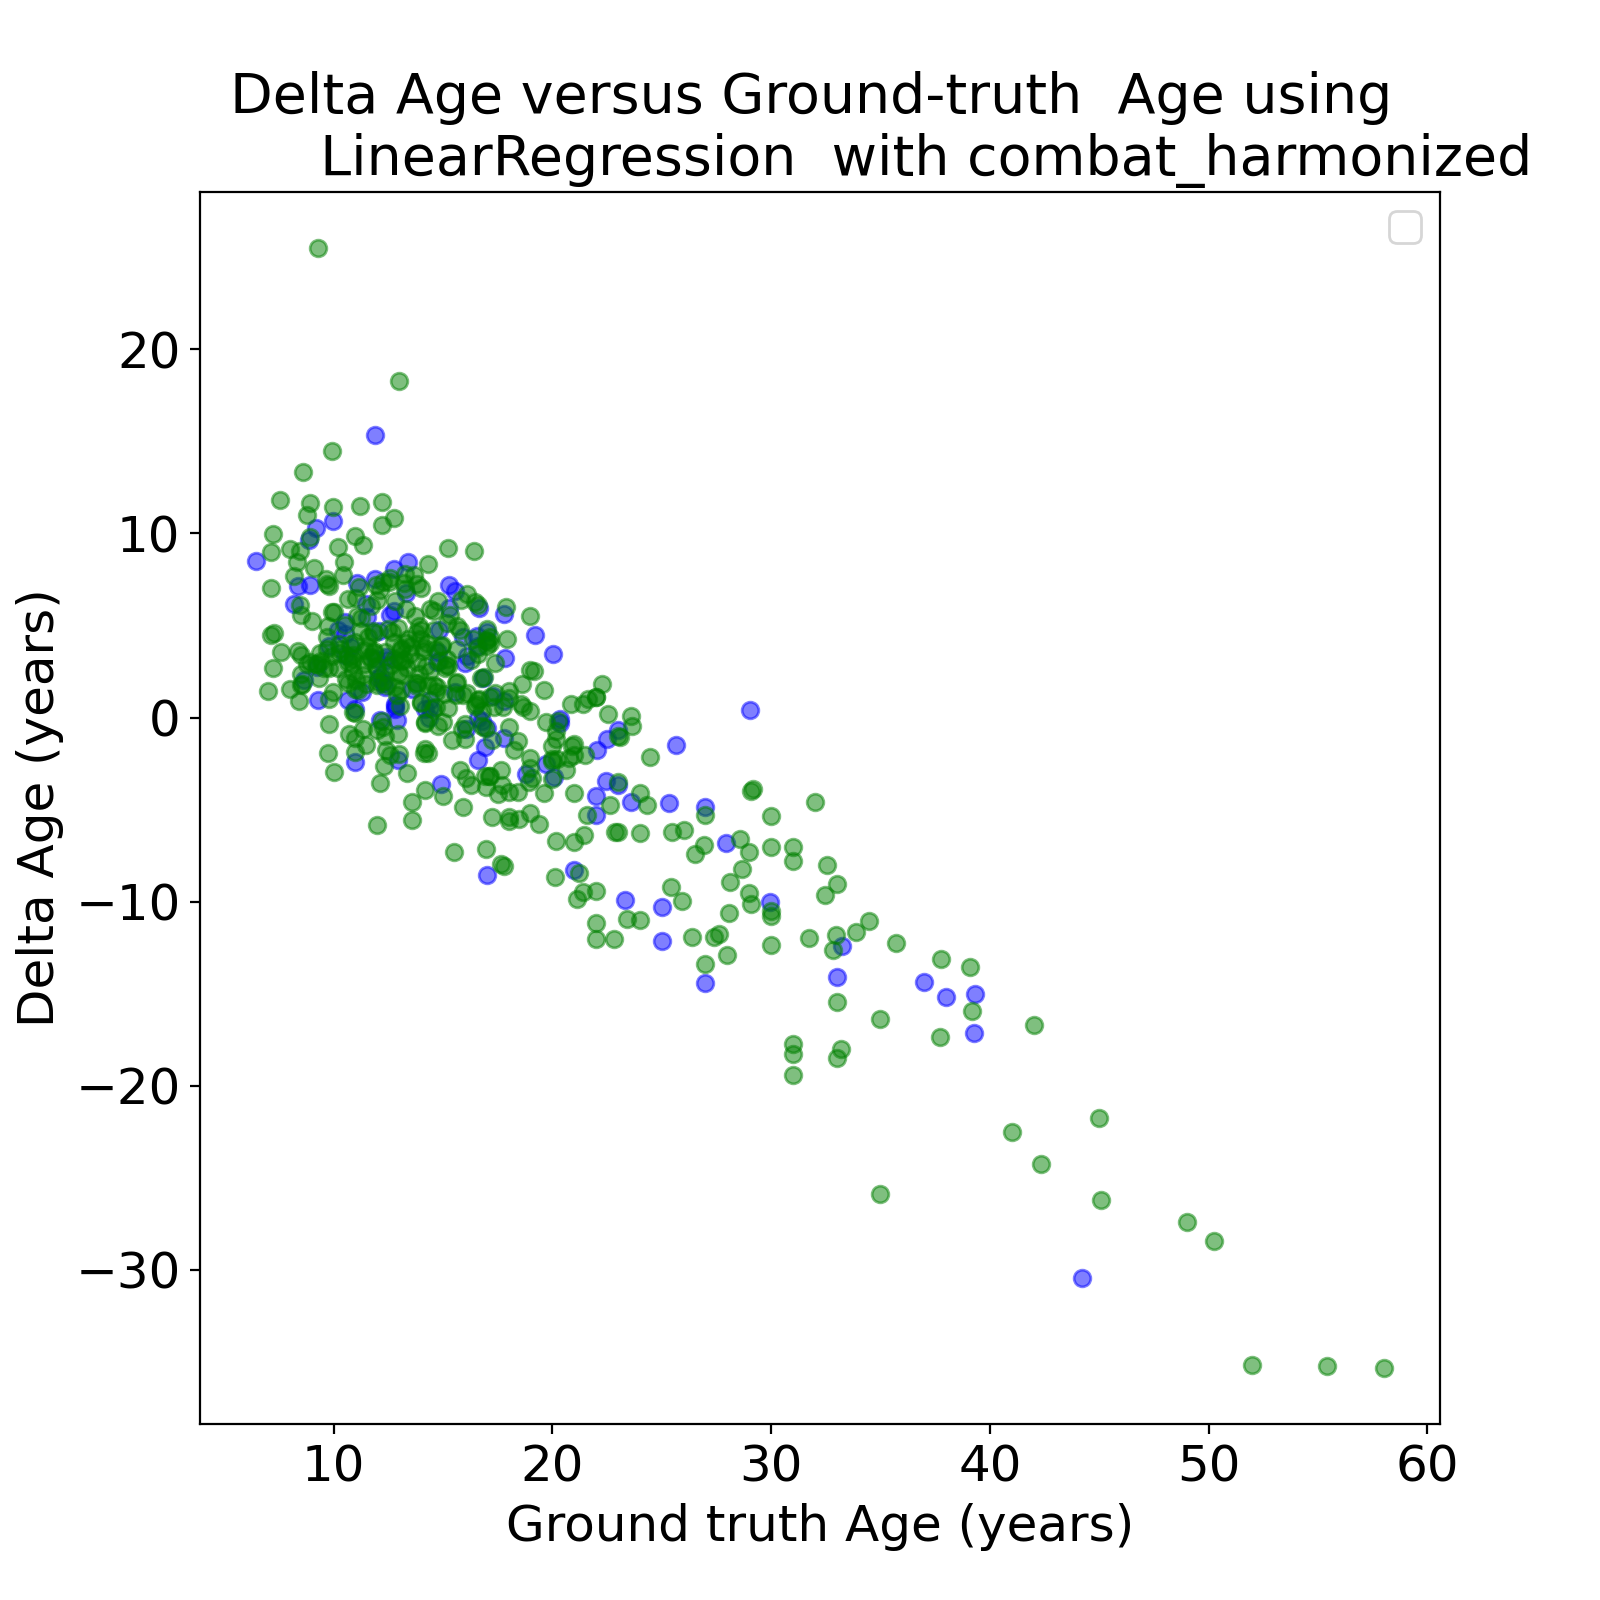 Delta Age versus Ground-truth  Age using
LinearRegression  with combat_harmonized
20
10
0
−10
−20
−30
Delta Age (years)
10 20 30 40 50 60
Ground truth Age (years)